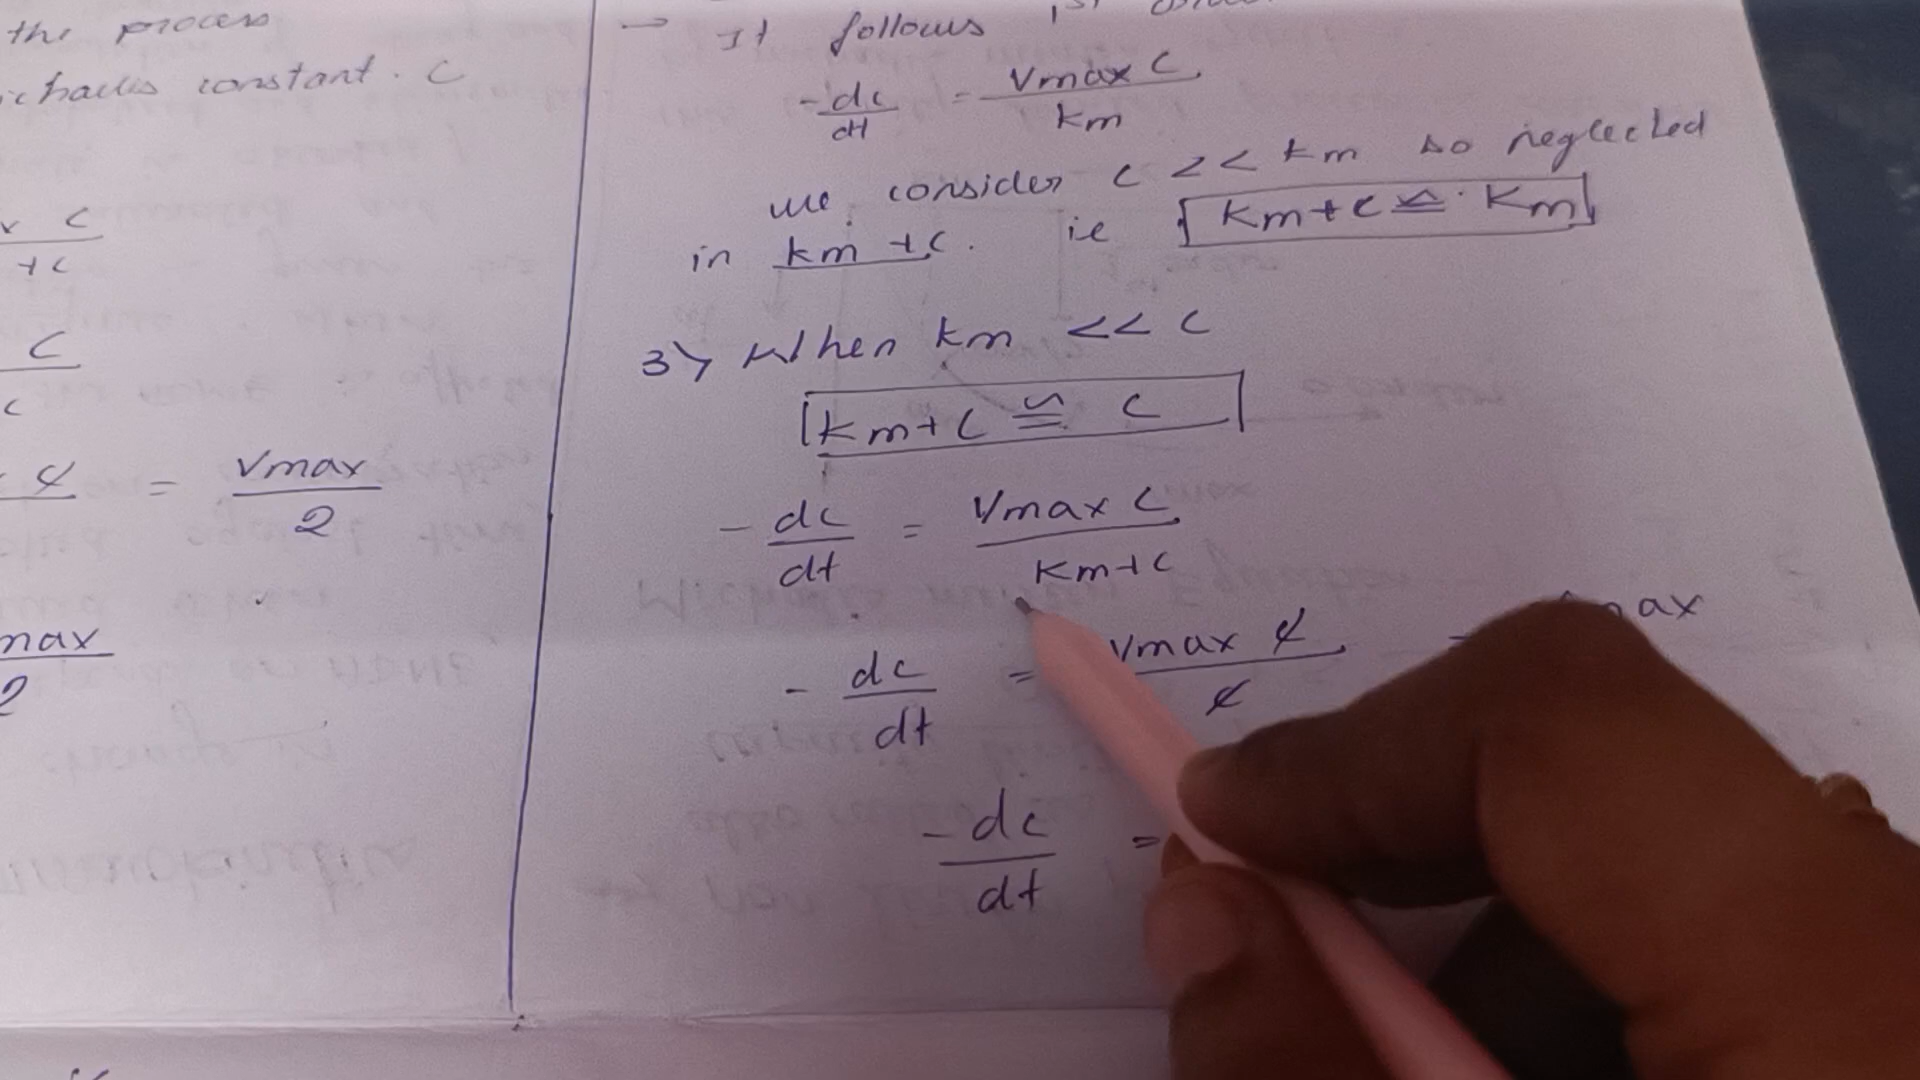 the process
constant. C
C
+C
C
C
= Vmax
2
max
2
→ It follows 1st
-dc/dt = Vmax C / km
we consider C << km so neglected
in km + C. ie km + C ≅ Km
3) When km << C
km + C ≅ C
- dc/dt = Vmax C / Km + C
- dc/dt = Vmax C / C =
- dc/dt =